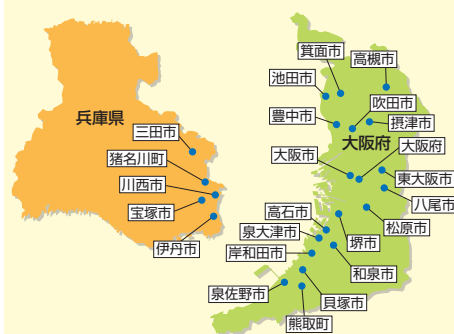 兵庫県
三田市
猪名川町
川西市
宝塚市
伊丹市
箕面市
高槻市
池田市
吹田市
豊中市
摂津市
大阪府
大阪市
大阪府
東大阪市
八尾市
高石市
松原市
泉大津市
堺市
岸和田市
和泉市
泉佐野市
貝塚市
熊取町